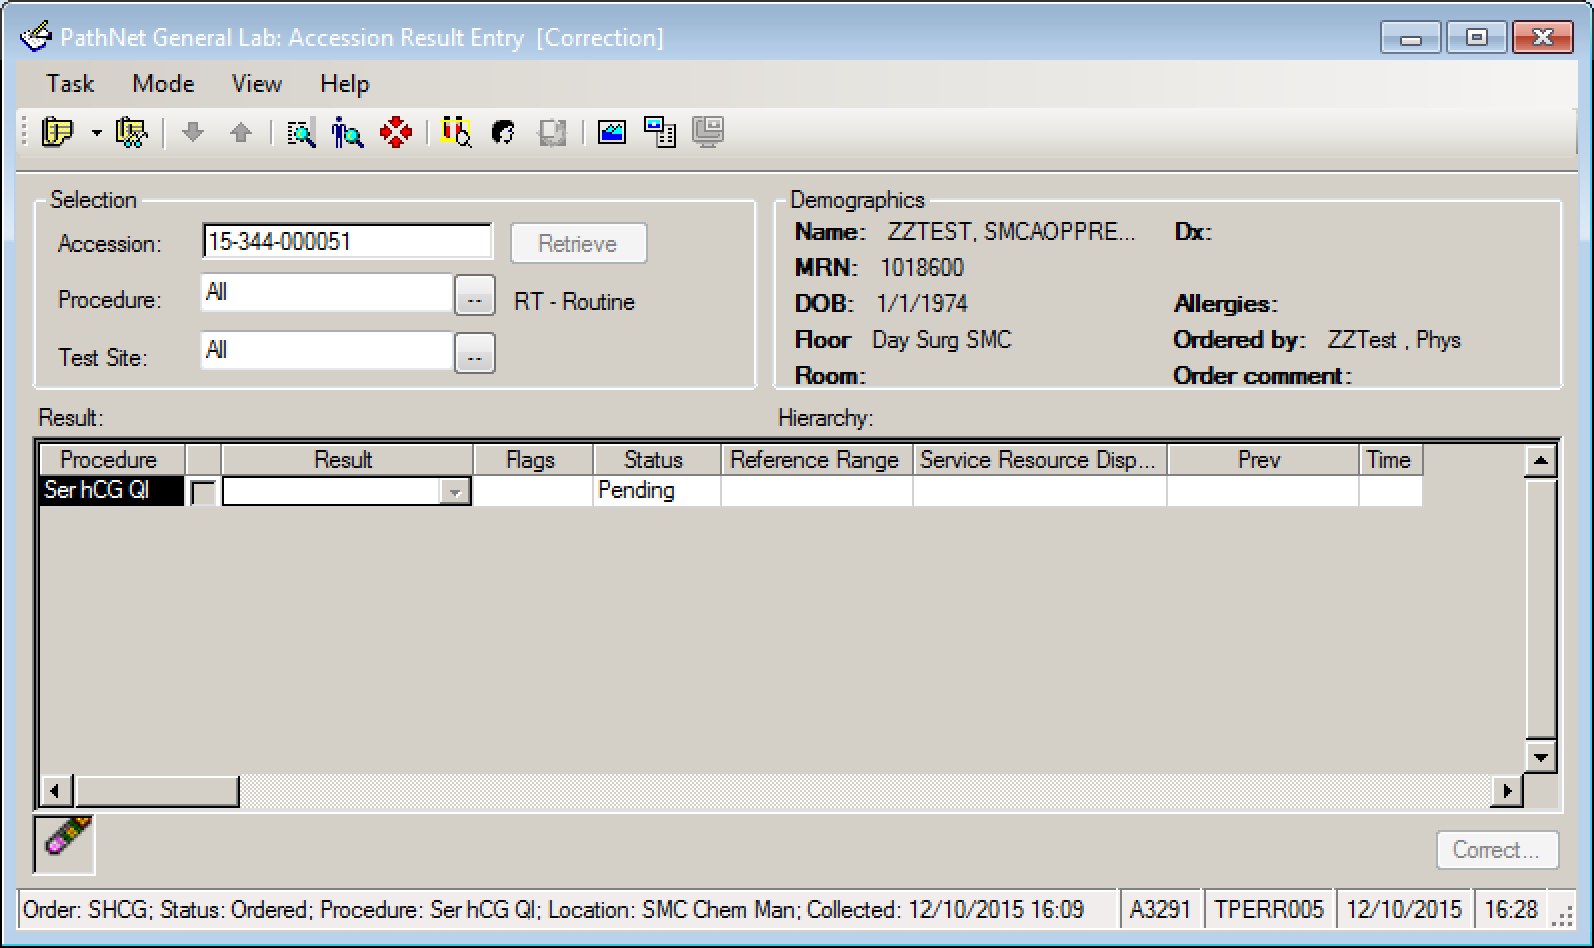 PathNet General Lab: Accession Result Entry [Correction]
Task Mode View Help
Selection
Accession: 15-344-000051 Retrieve
Procedure: All .. RT - Routine
Test Site: All ..
Demographics
Name: ZZTEST, SMCAOPPRE... Dx:
MRN: 1018600
DOB: 1/1/1974 Allergies:
Floor Day Surg SMC Ordered by: ZZTest , Phys
Room: Order comment:
Result: Hierarchy:
Procedure Result Flags Status Reference Range Service Resource Disp... Prev Time
Ser hCG Ql Pending
Correct...
Order: SHCG; Status: Ordered; Procedure: Ser hCG Ql; Location: SMC Chem Man; Collected: 12/10/2015 16:09 A3291 TPERR005 12/10/2015 16:28